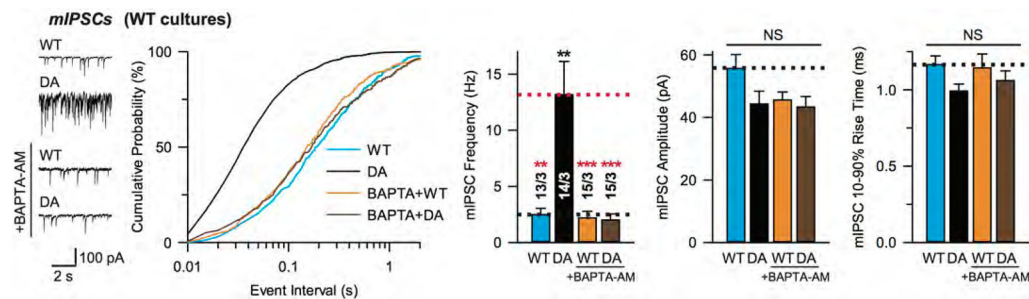 mIPSCs (WT cultures)
WT
DA
+BAPTA-AM
WT
DA
100 pA
2 s
Cumulative Probability (%)
100
50
0
0.01
0.1
1
Event Interval (s)
WT
DA
BAPTA+WT
BAPTA+DA
mIPSC Frequency (Hz)
15
10
5
0
**
**
***
***
13/3
14/3
15/3
15/3
WT DA WT DA
+BAPTA-AM
mIPSC Amplitude (pA)
60
40
20
0
NS
WT DA WT DA
+BAPTA-AM
mIPSC 10-90% Rise Time (ms)
1.0
0.5
0.0
NS
WT DA WT DA
+BAPTA-AM